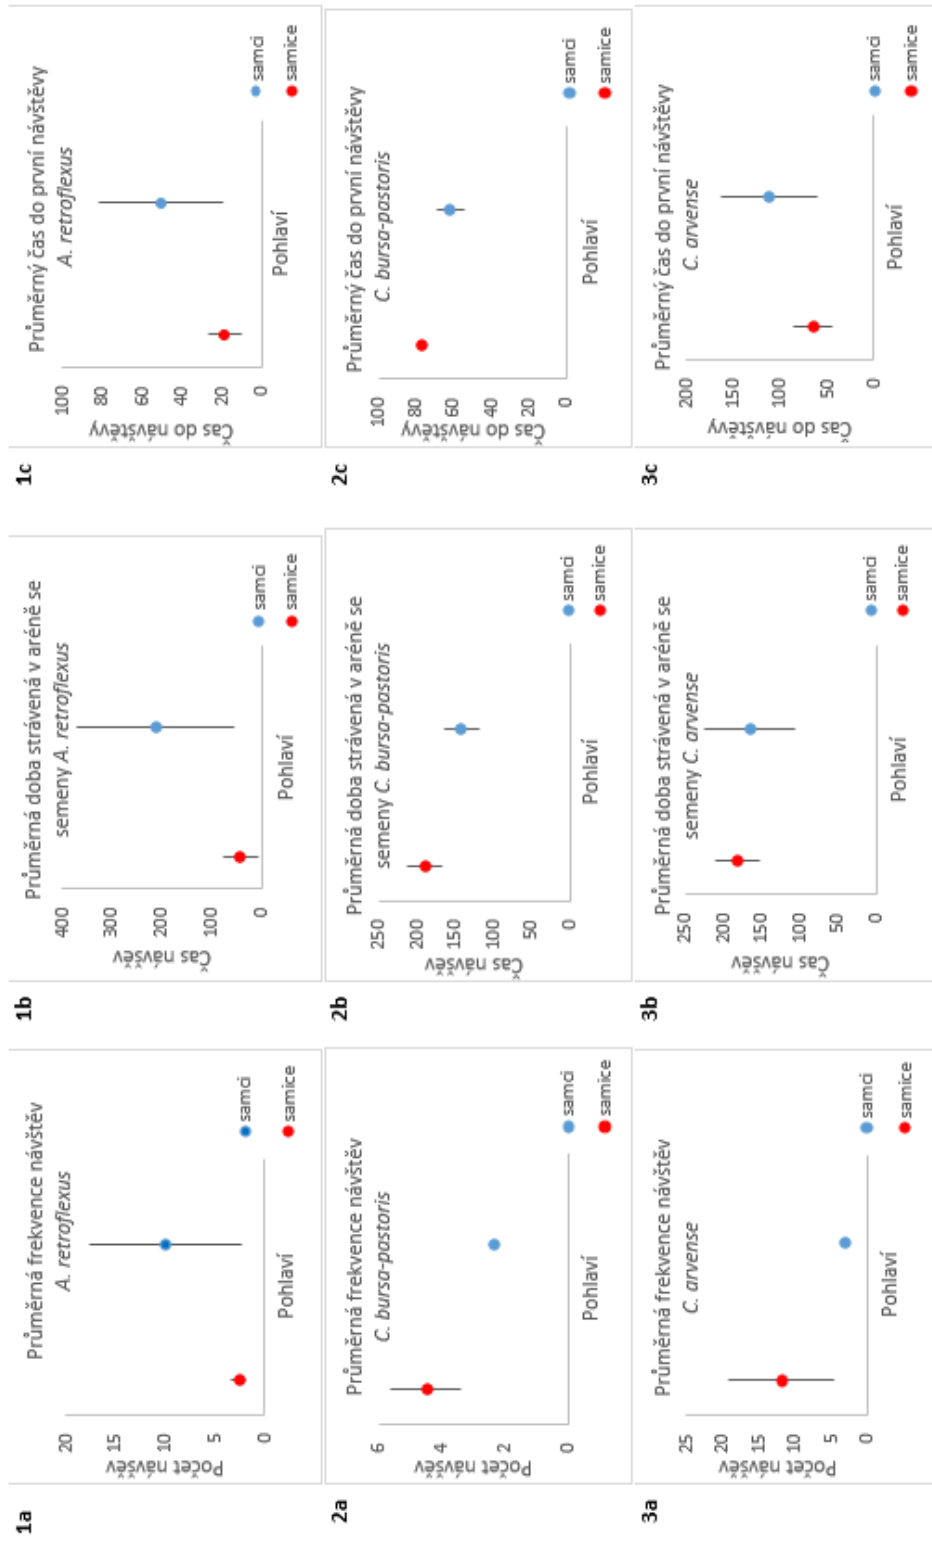 1a
Průměrná frekvence návštěv
A. retroflexus
Počet návšěv
20
15
10
5
0
Pohlaví
samci
samice
1b
Průměrná doba strávená v aréně se
semeny A. retroflexus
Čas návšěv
400
300
200
100
0
Pohlaví
samci
samice
1c
Průměrný čas do první návštěvy
A. retroflexus
Čas do návštěvy
100
80
60
40
20
0
Pohlaví
samci
samice
2a
Průměrná frekvence návštěv
C. bursa-pastoris
Počet návšěv
6
4
2
0
Pohlaví
samci
samice
2b
Průměrná doba strávená v aréně se
semeny C. bursa-pastoris
Čas návšěv
250
200
150
100
50
0
Pohlaví
samci
samice
2c
Průměrný čas do první návštěvy
C. bursa-pastoris
Čas do návštěvy
100
80
60
40
20
0
Pohlaví
samci
samice
3a
Průměrná frekvence návštěv
C. arvense
Počet návšěv
25
20
15
10
5
0
Pohlaví
samci
samice
3b
Průměrná doba strávená v aréně se
semeny C. arvense
Čas návšěv
250
200
150
100
50
0
Pohlaví
samci
samice
3c
Průměrný čas do první návštěvy
C. arvense
Čas do návštěvy
200
150
100
50
0
Pohlaví
samci
samice